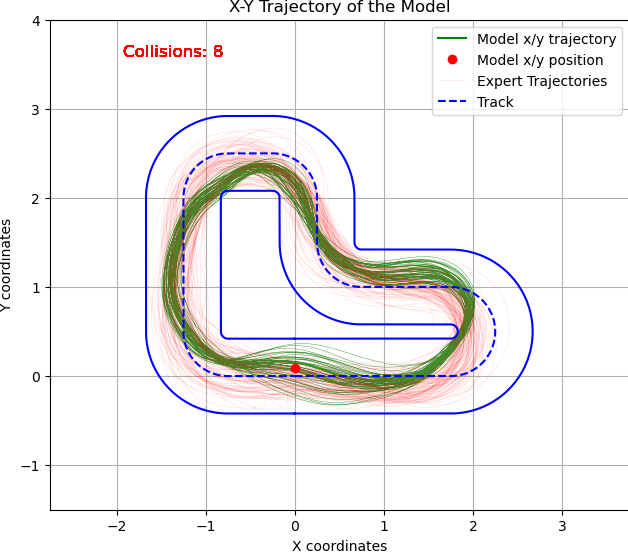 X-Y Trajectory of the Model
Collisions: 8
Model x/y trajectory
Model x/y position
Expert Trajectories
Track
Y coordinates
4
3
2
1
0
−1
−2
−1
0
1
2
3
X coordinates